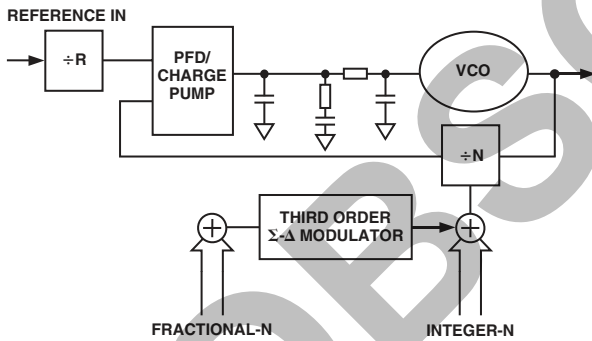 REFERENCE IN
÷R
PFD/
CHARGE
PUMP
VCO
÷N
THIRD ORDER
Σ-Δ MODULATOR
FRACTIONAL-N
INTEGER-N